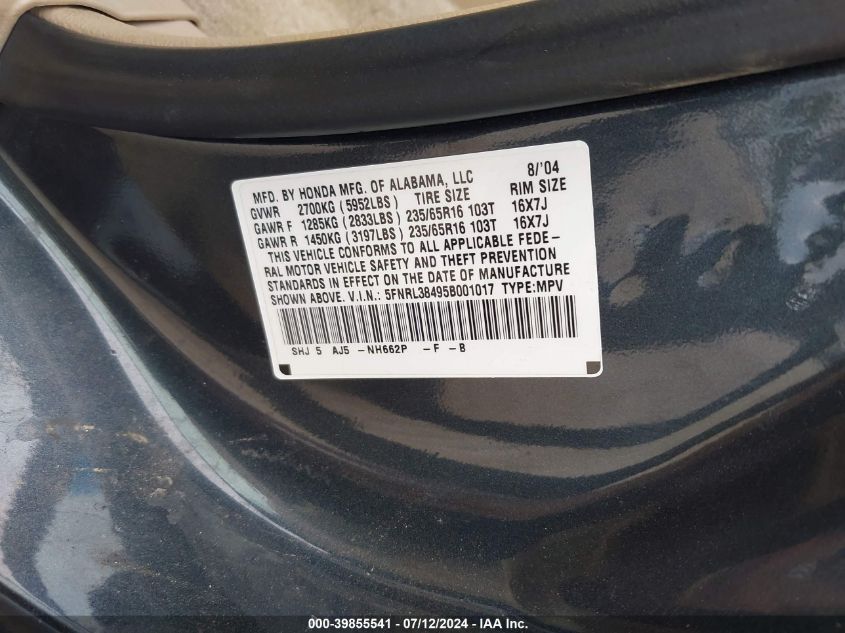 MFD. BY HONDA MFG. OF ALABAMA, LLC 8/'04
GVWR 2700KG (5952LBS) TIRE SIZE RIM SIZE
GAWR F 1285KG (2833LBS) 235/65R16 103T 16X7J
GAWR R 1450KG (3197LBS) 235/65R16 103T 16X7J
THIS VEHICLE CONFORMS TO ALL APPLICABLE FEDE-
RAL MOTOR VEHICLE SAFETY AND THEFT PREVENTION
STANDARDS IN EFFECT ON THE DATE OF MANUFACTURE
SHOWN ABOVE. V.I.N.: 5FNRL38495B001017 TYPE:MPV
SHJ 5 AJ5 -NH662P -F -B
000-39855541 - 07/12/2024 - WWW.IAAI.COM